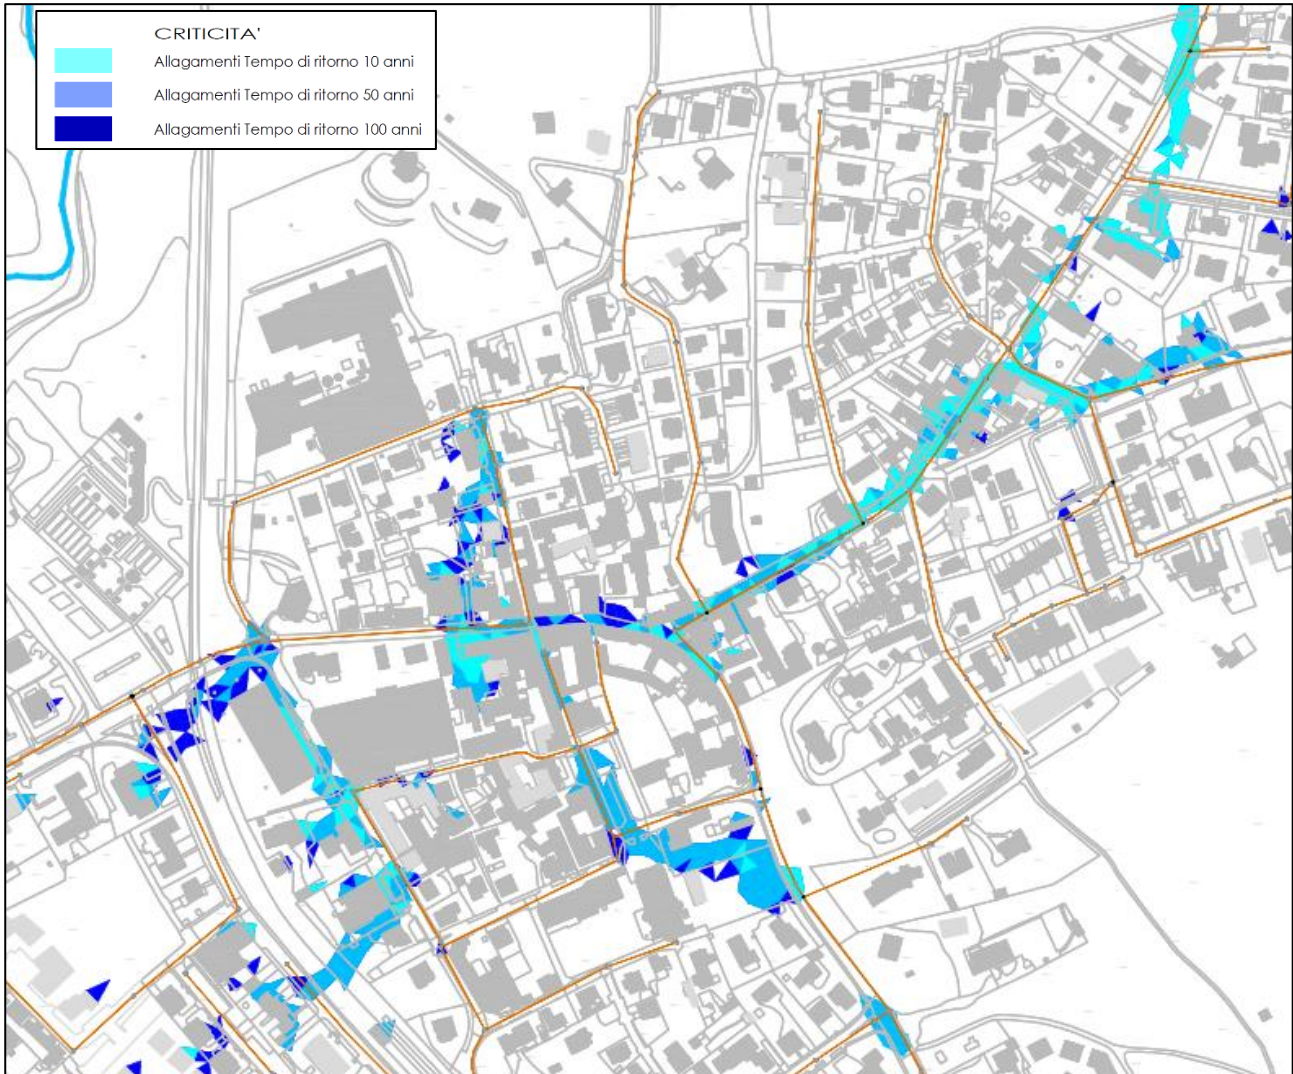 CRITICITA'
Allagamenti Tempo di ritorno 10 anni
Allagamenti Tempo di ritorno 50 anni
Allagamenti Tempo di ritorno 100 anni